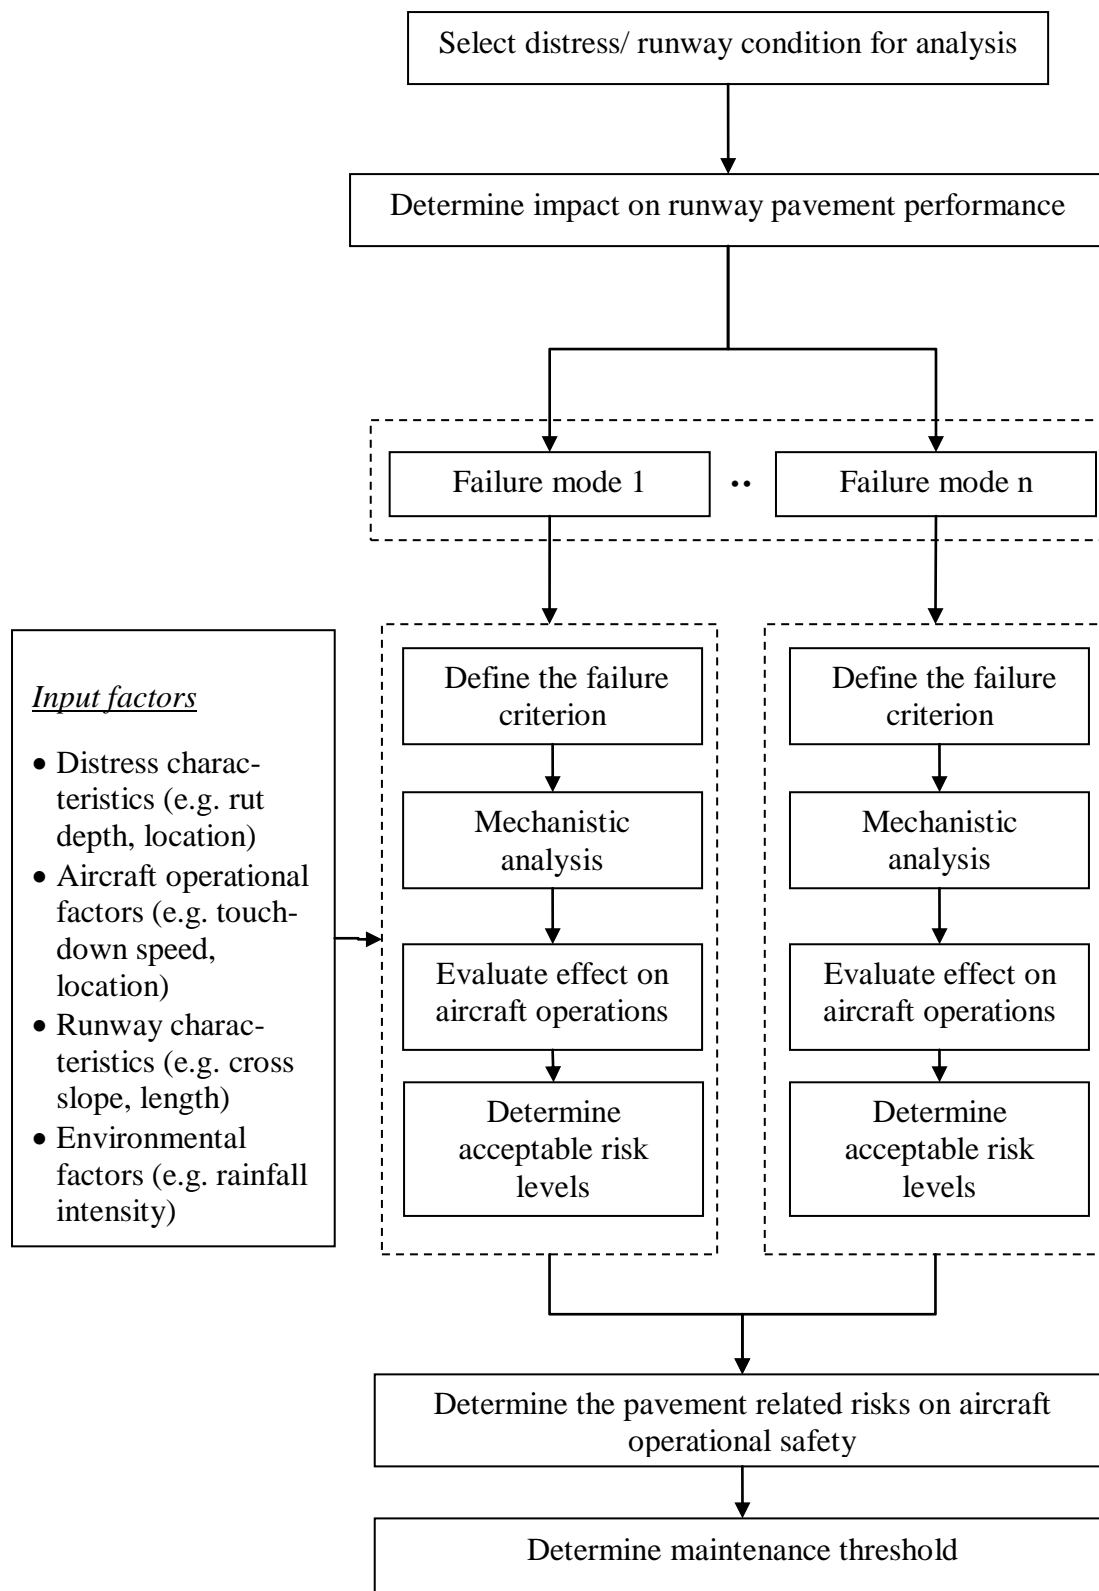 Select distress/ runway condition for analysis
Determine impact on runway pavement performance
Failure mode 1
••
Failure mode n
Input factors
• Distress charac-
teristics (e.g. rut
depth, location)
• Aircraft operational
factors (e.g. touch-
down speed,
location)
• Runway charac-
teristics (e.g. cross
slope, length)
• Environmental
factors (e.g. rainfall
intensity)
Define the failure
criterion
Mechanistic
analysis
Evaluate effect on
aircraft operations
Determine
acceptable risk
levels
Define the failure
criterion
Mechanistic
analysis
Evaluate effect on
aircraft operations
Determine
acceptable risk
levels
Determine the pavement related risks on aircraft
operational safety
Determine maintenance threshold